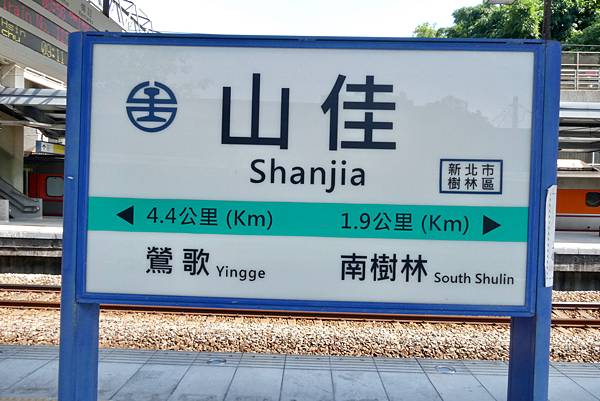 山佳
Shanjia
新北市
樹林區
4.4公里 (Km)
1.9公里 (Km)
鶯歌 Yingge
南樹林 South Shulin